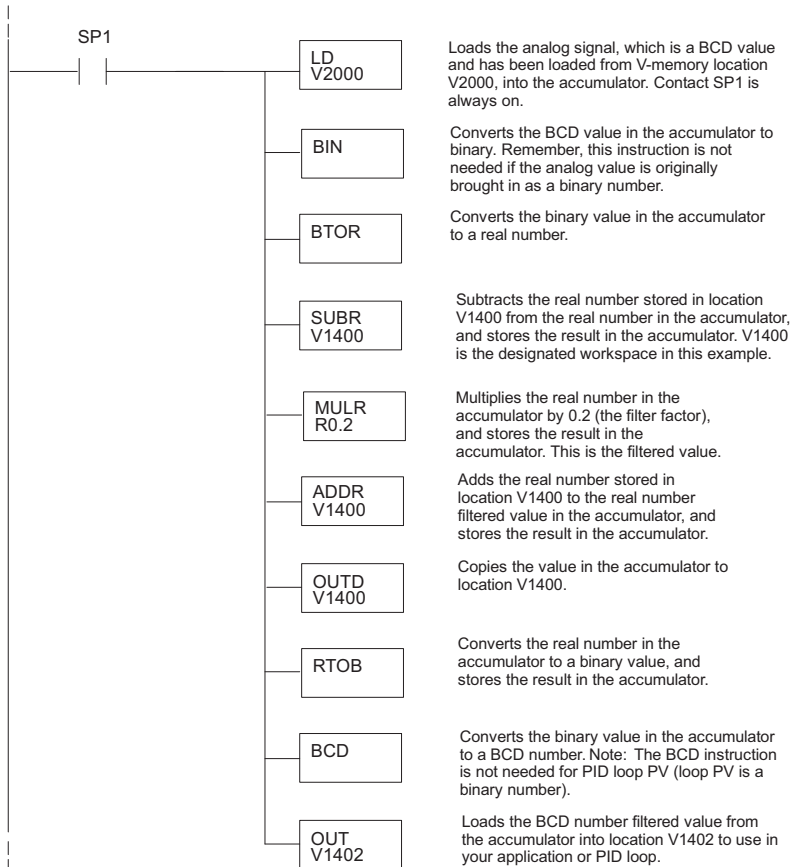 SP1
LD
V2000
Loads the analog signal, which is a BCD value
and has been loaded from V-memory location
V2000, into the accumulator. Contact SP1 is
always on.
BIN
Converts the BCD value in the accumulator to
binary. Remember, this instruction is not
needed if the analog value is originally
brought in as a binary number.
BTOR
Converts the binary value in the accumulator
to a real number.
SUBR
V1400
Subtracts the real number stored in location
V1400 from the real number in the accumulator,
and stores the result in the accumulator. V1400
is the designated workspace in this example.
MULR
R0.2
Multiplies the real number in the
accumulator by 0.2 (the filter factor),
and stores the result in the
accumulator. This is the filtered value.
ADDR
V1400
Adds the real number stored in
location V1400 to the real number
filtered value in the accumulator, and
stores the result in the accumulator.
OUTD
V1400
Copies the value in the accumulator to
location V1400.
RTOB
Converts the real number in the
accumulator to a binary value, and
stores the result in the accumulator.
BCD
Converts the binary value in the accumulator
to a BCD number. Note: The BCD instruction
is not needed for PID loop PV (loop PV is a
binary number).
OUT
V1402
Loads the BCD number filtered value from
the accumulator into location V1402 to use in
your application or PID loop.